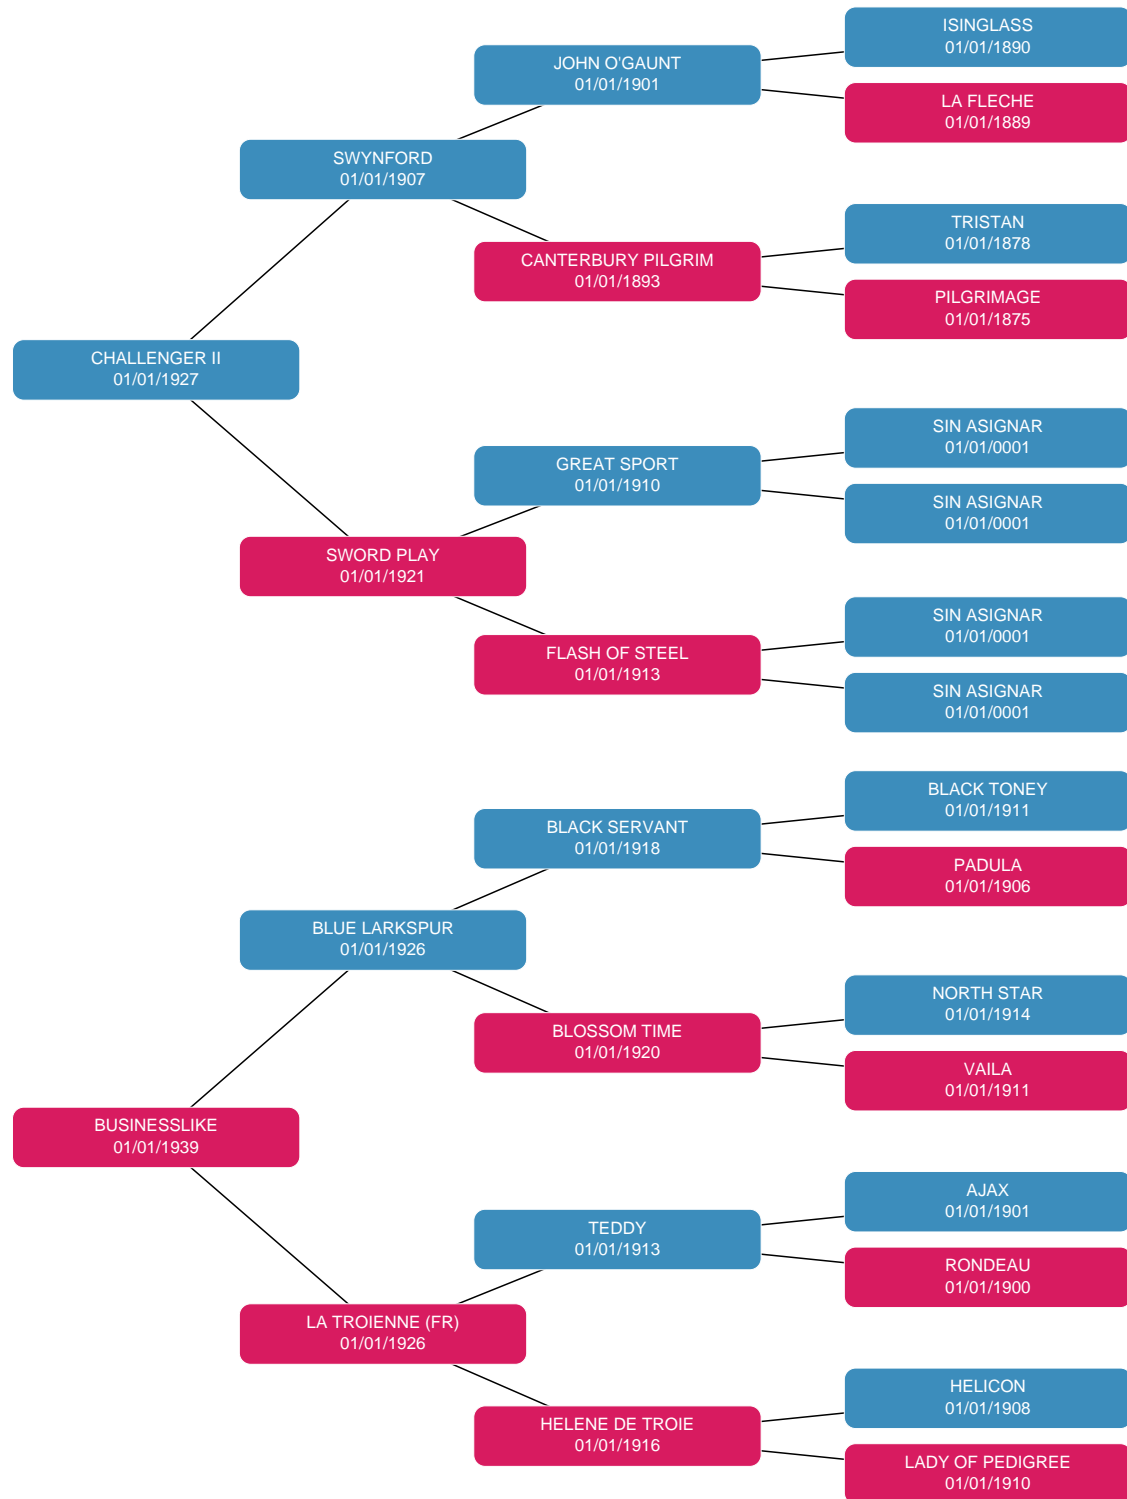 ISINGLASS
01/01/1890
JOHN O'GAUNT
01/01/1901
LA FLECHE
01/01/1889
SWYNFORD
01/01/1907
TRISTAN
01/01/1878
CANTERBURY PILGRIM
01/01/1893
PILGRIMAGE
01/01/1875
CHALLENGER II
01/01/1927
SIN ASIGNAR
01/01/0001
GREAT SPORT
01/01/1910
SIN ASIGNAR
01/01/0001
SWORD PLAY
01/01/1921
SIN ASIGNAR
01/01/0001
FLASH OF STEEL
01/01/1913
SIN ASIGNAR
01/01/0001
BLACK TONEY
01/01/1911
BLACK SERVANT
01/01/1918
PADULA
01/01/1906
BLUE LARKSPUR
01/01/1926
NORTH STAR
01/01/1914
BLOSSOM TIME
01/01/1920
VAILA
01/01/1911
BUSINESSLIKE
01/01/1939
AJAX
01/01/1901
TEDDY
01/01/1913
RONDEAU
01/01/1900
LA TROIENNE (FR)
01/01/1926
HELICON
01/01/1908
HELENE DE TROIE
01/01/1916
LADY OF PEDIGREE
01/01/1910